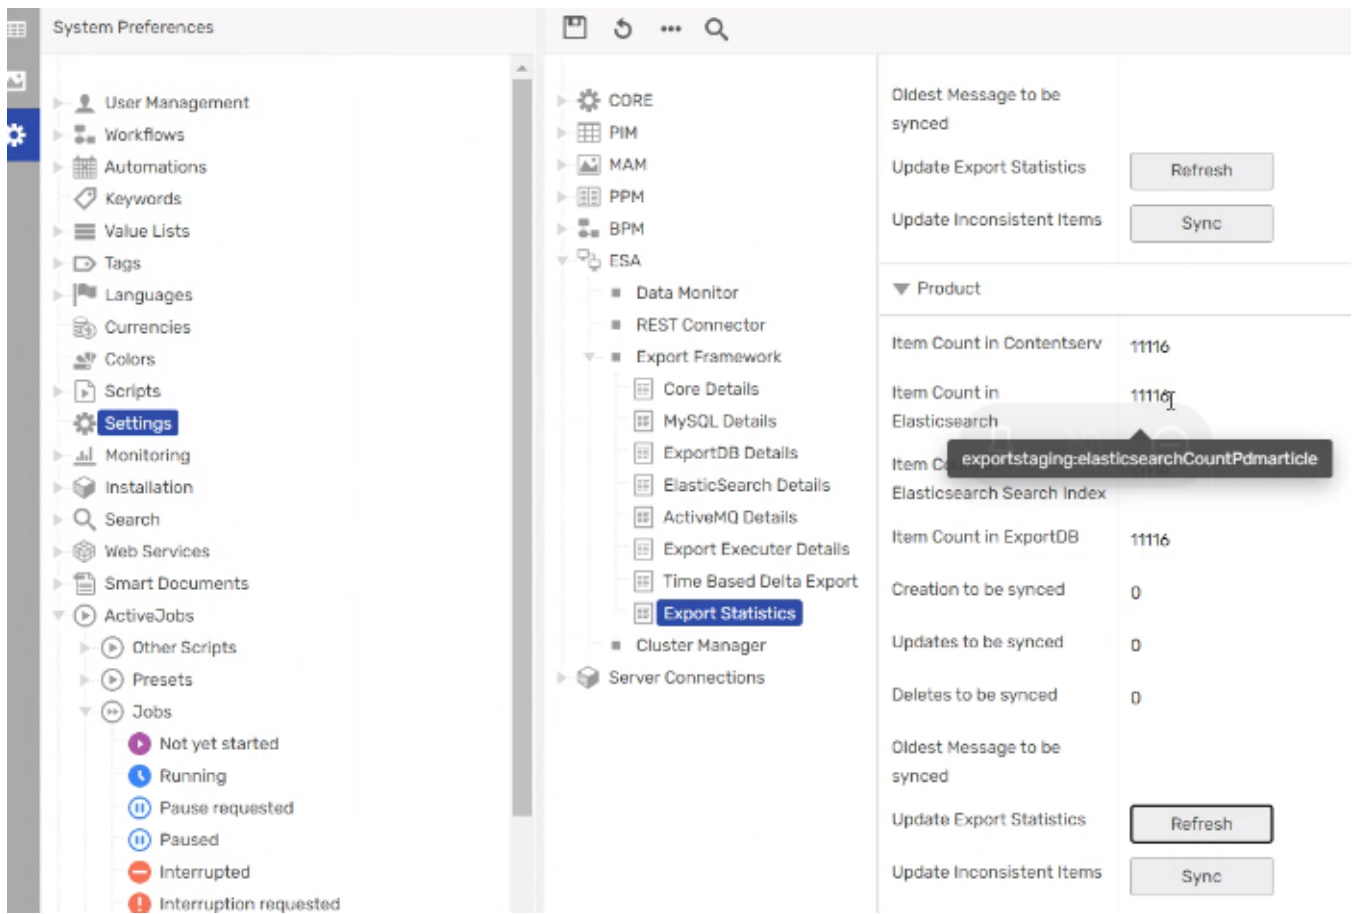 System Preferences
User Management
Workflows
Automations
Keywords
Value Lists
Tags
Languages
Currencies
Colors
Scripts
Settings
Monitoring
Installation
Search
Web Services
Smart Documents
ActiveJobs
Other Scripts
Presets
Jobs
Not yet started
Running
Pause requested
Paused
Interrupted
Interruption requested
CORE
PIM
MAM
PPM
BPM
ESA
Data Monitor
REST Connector
Export Framework
Core Details
MySQL Details
ExportDB Details
ElasticSearch Details
ActiveMQ Details
Export Executer Details
Time Based Delta Export
Export Statistics
Cluster Manager
Server Connections
Oldest Message to be
synced
Update Export Statistics Refresh
Update Inconsistent Items Sync
Product
Item Count in Contentserv 11116
Item Count in 11116
Elasticsearch
exportstaging:elasticsearchCountPdmarticle
Item
Elasticsearch Search Index
Item Count in ExportDB 11116
Creation to be synced 0
Updates to be synced 0
Deletes to be synced 0
Oldest Message to be
synced
Update Export Statistics Refresh
Update Inconsistent Items Sync